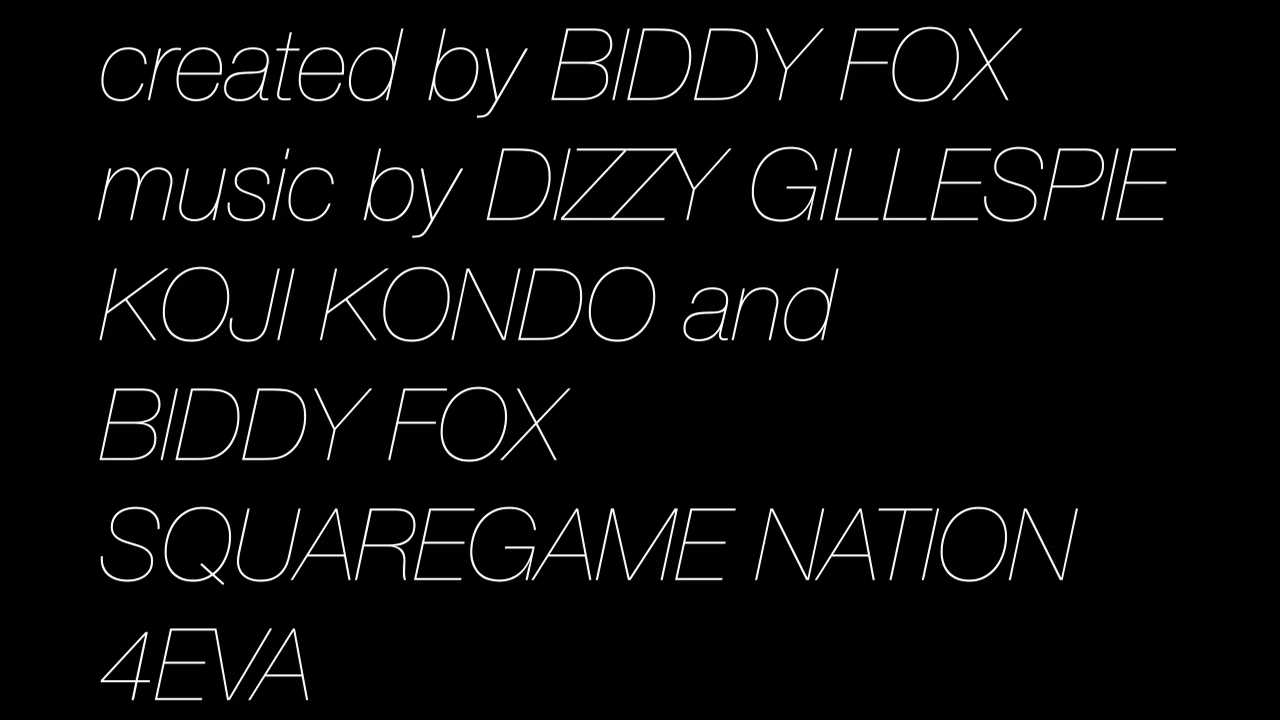 created by BIDDY FOX
music by DIZZY GILLESPIE
KOJI KONDO and
BIDDY FOX
SQUAREGAME NATION
4EVA